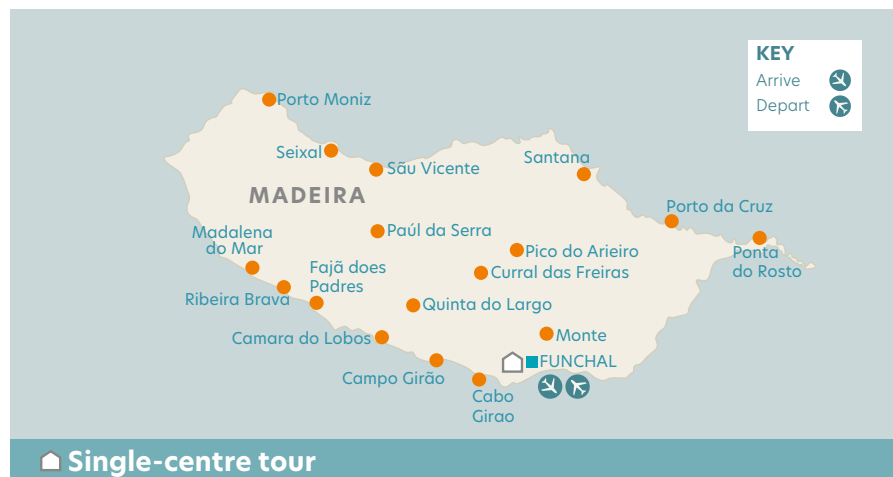 KEY
Arrive
Depart
Porto Moniz
Seixal
Sãu Vicente
Santana
MADEIRA
Porto da Cruz
Paúl da Serra
Madalena
do Mar
Pico do Arieiro
Ponta
do Rosto
Fajã does
Padres
Curral das Freiras
Ribeira Brava
Quinta do Largo
Camara do Lobos
Monte
FUNCHAL
Campo Girão
Cabo
Girao
Single-centre tour